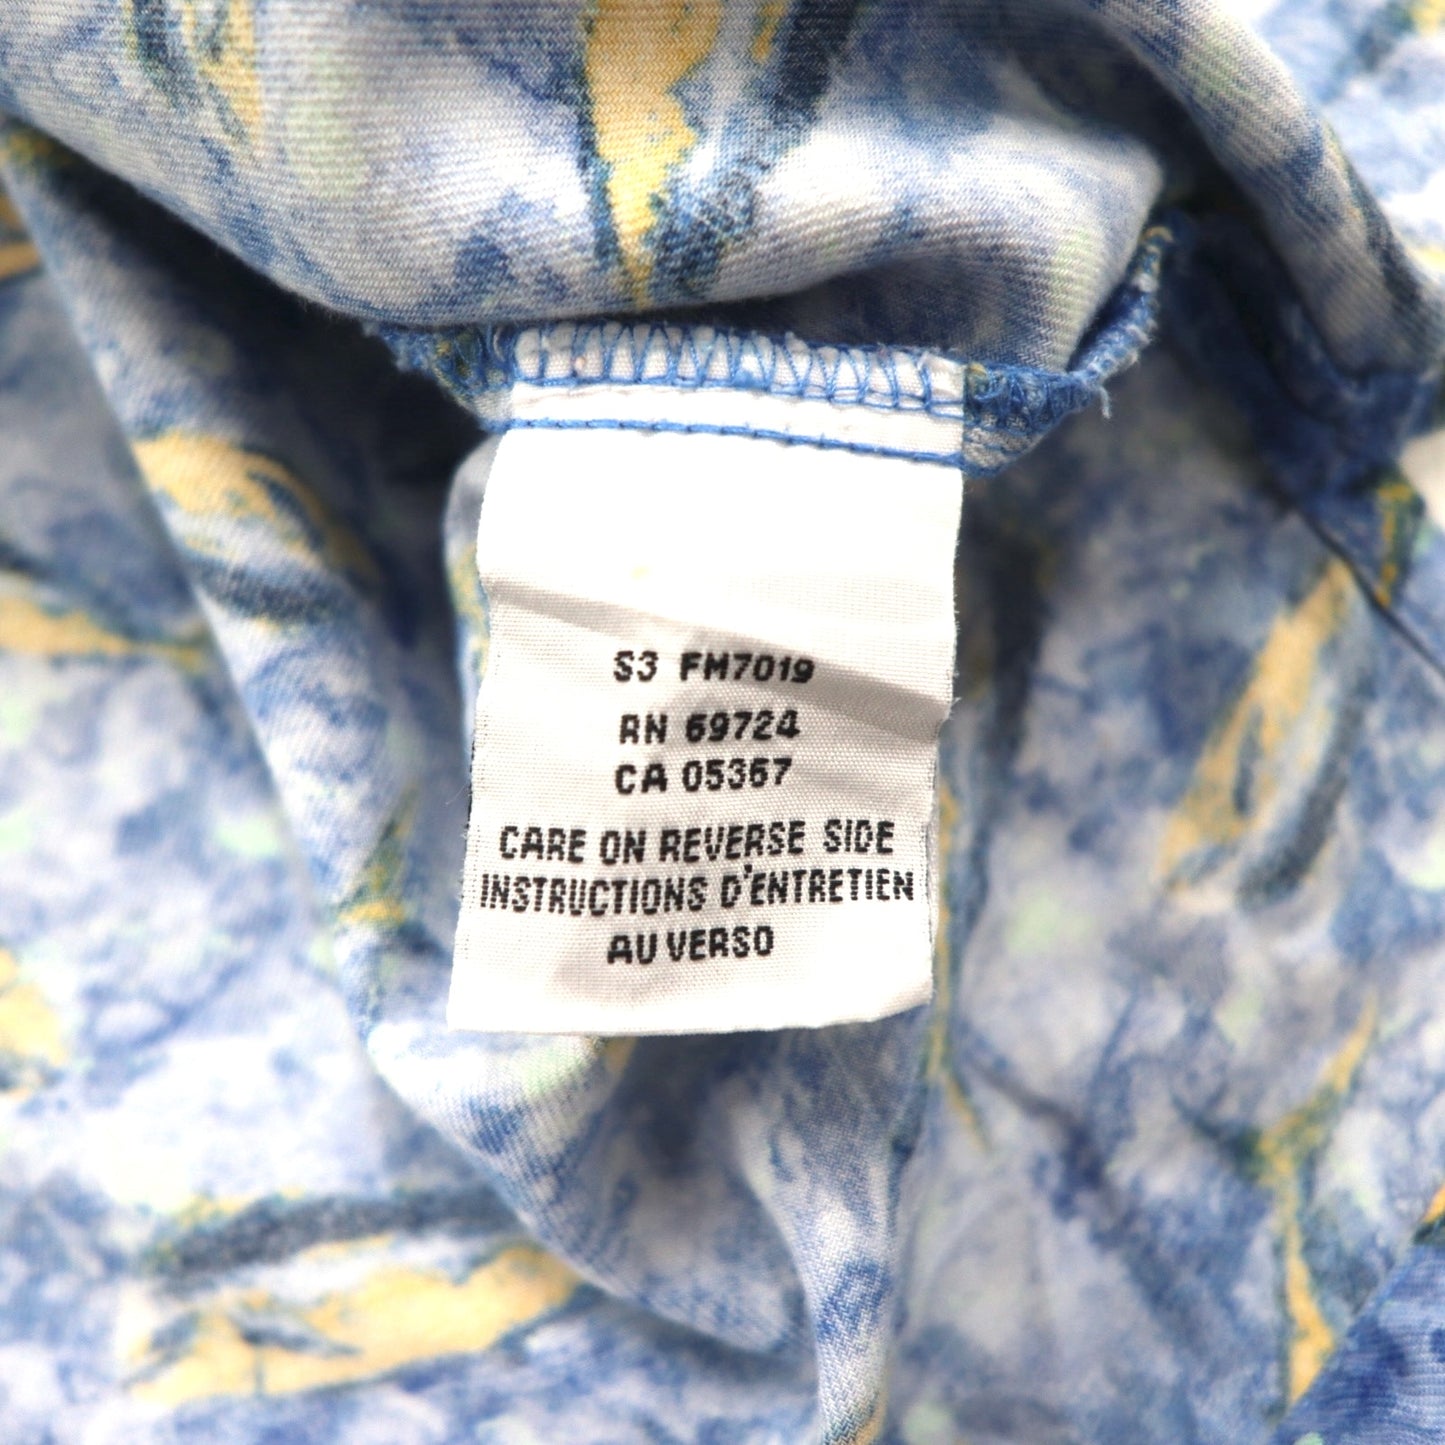 S3 FM7019
RN 69724
CA 05367
CARE ON REVERSE SIDE
INSTRUCTIONS D'ENTRETIEN
AU VERSO